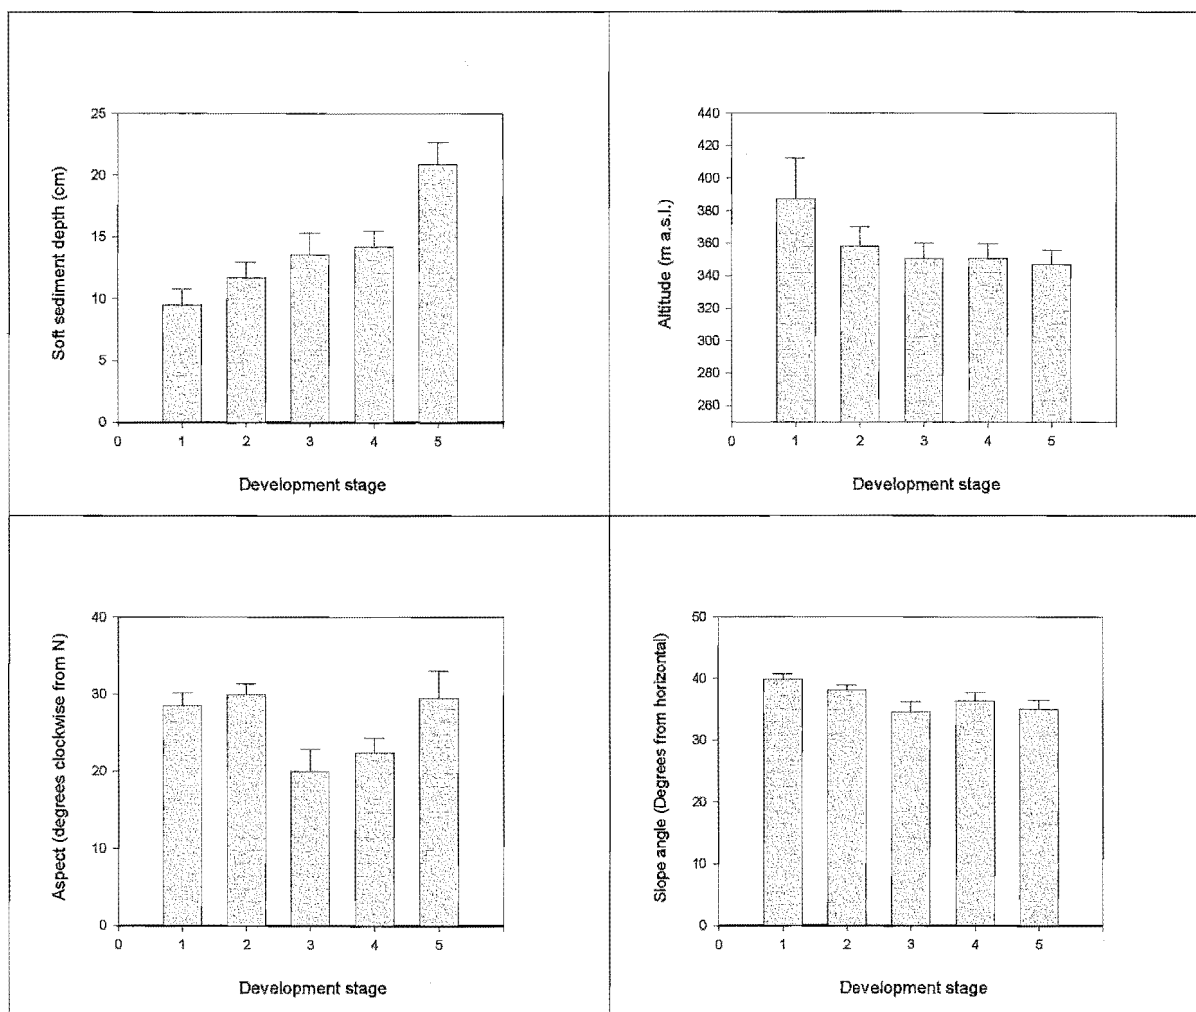 Soft sediment depth (cm)
25
20
15
10
5
0
0 1 2 3 4 5
Development stage
Altitude (m a.s.l.)
440
420
400
380
360
340
320
300
280
260
0 1 2 3 4 5
Development stage
Aspect (degrees clockwise from N)
40
30
20
10
0
0 1 2 3 4 5
Development stage
Slope angle (Degrees from horizontal)
50
40
30
20
10
0
0 1 2 3 4 5
Development stage